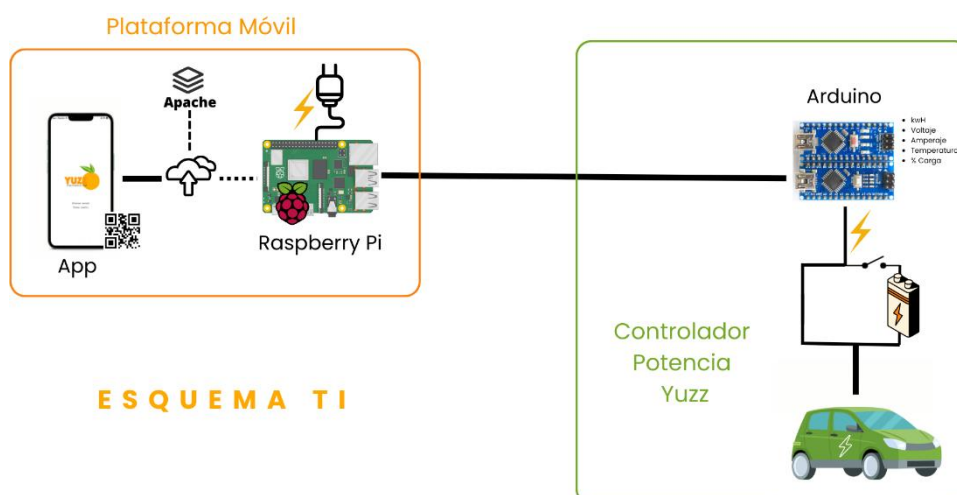 Plataforma Móvil
Apache
YUZZ
App
Raspberry Pi
Arduino
• kwH
• Voltaje
• Amperaje
• Temperatura
• % Carga
Controlador
Potencia
Yuzz
ESQUEMA TI